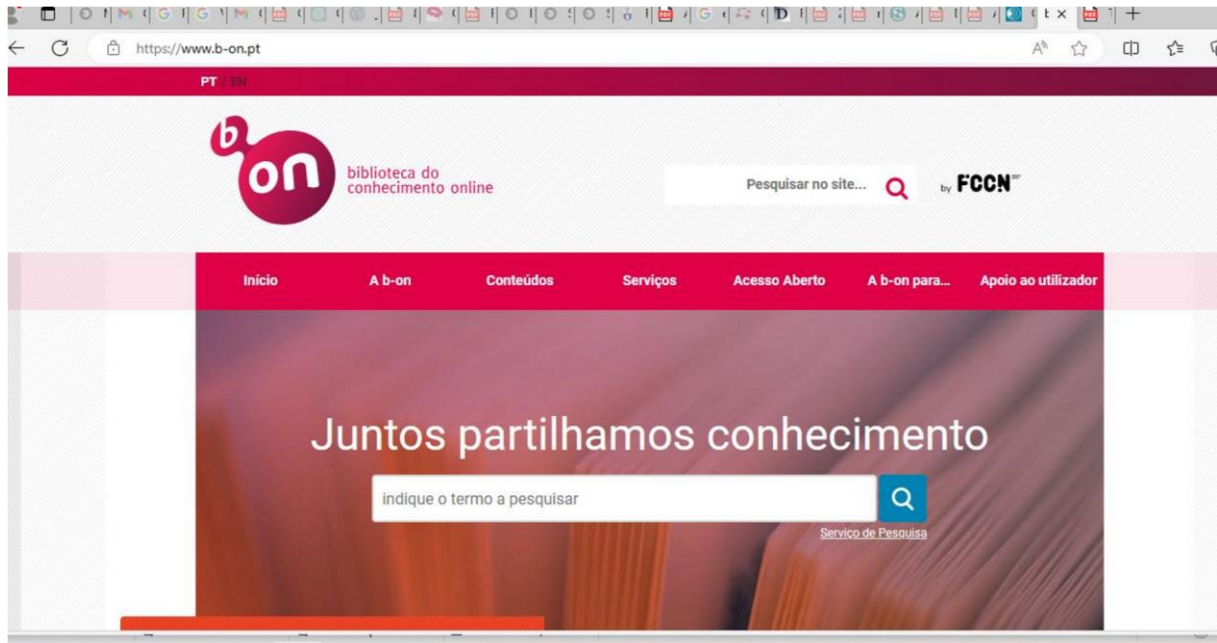 https://www.b-on.pt
PT / EN
b
on
biblioteca do
conhecimento online
Pesquisar no site...
by FCCN
Início A b-on Conteúdos Serviços Acesso Aberto A b-on para... Apoio ao utilizador
Juntos partilhamos conhecimento
indique o termo a pesquisar
Serviço de Pesquisa